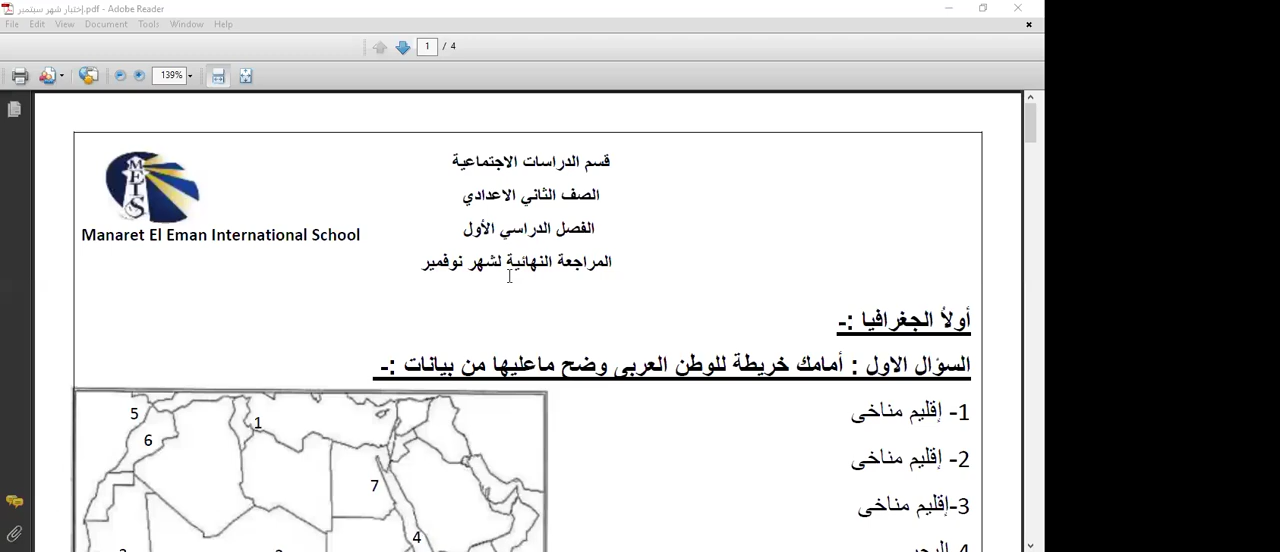 إختبار شهر سبتمبر.pdf - Adobe Reader
File Edit View Document Tools Window Help
1 / 4
139%
MEIS
Manaret El Eman International School
قسم الدراسات الاجتماعية
الصف الثاني الاعدادي
الفصل الدراسي الأول
المراجعة النهائية لشهر نوفمبر
أولاً الجغرافيا :-
السؤال الاول : أمامك خريطة للوطن العربى وضح ماعليها من بيانات :-
1- إقليم مناخى
2- إقليم مناخى
3-إقليم مناخى
5
1
6
7
4